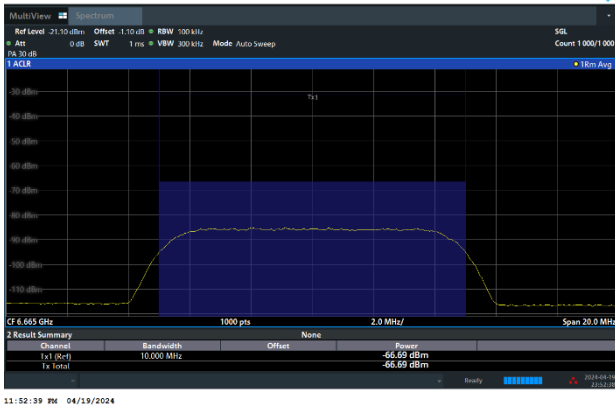 MultiView Spectrum
Ref Level -21.10 dBm Offset -1.10 dB RBW 100 kHz SGL
Att 0 dB SWT 1 ms VBW 300 kHz Mode Auto Sweep Count 1000/1000
PA 30 dB
1 ACLR 1Rm Avg
-30 dBm
Tx1
-40 dBm
-50 dBm
-60 dBm
-70 dBm
-80 dBm
-90 dBm
-100 dBm
-110 dBm
CF 6.665 GHz 1000 pts 2.0 MHz/ Span 20.0 MHz
2 Result Summary None
Channel Bandwidth Offset Power
Tx1 (Ref) 10.000 MHz -66.69 dBm
Tx Total -66.69 dBm
Ready 2024-04-19
23:52:39
11:52:39 PM 04/19/2024